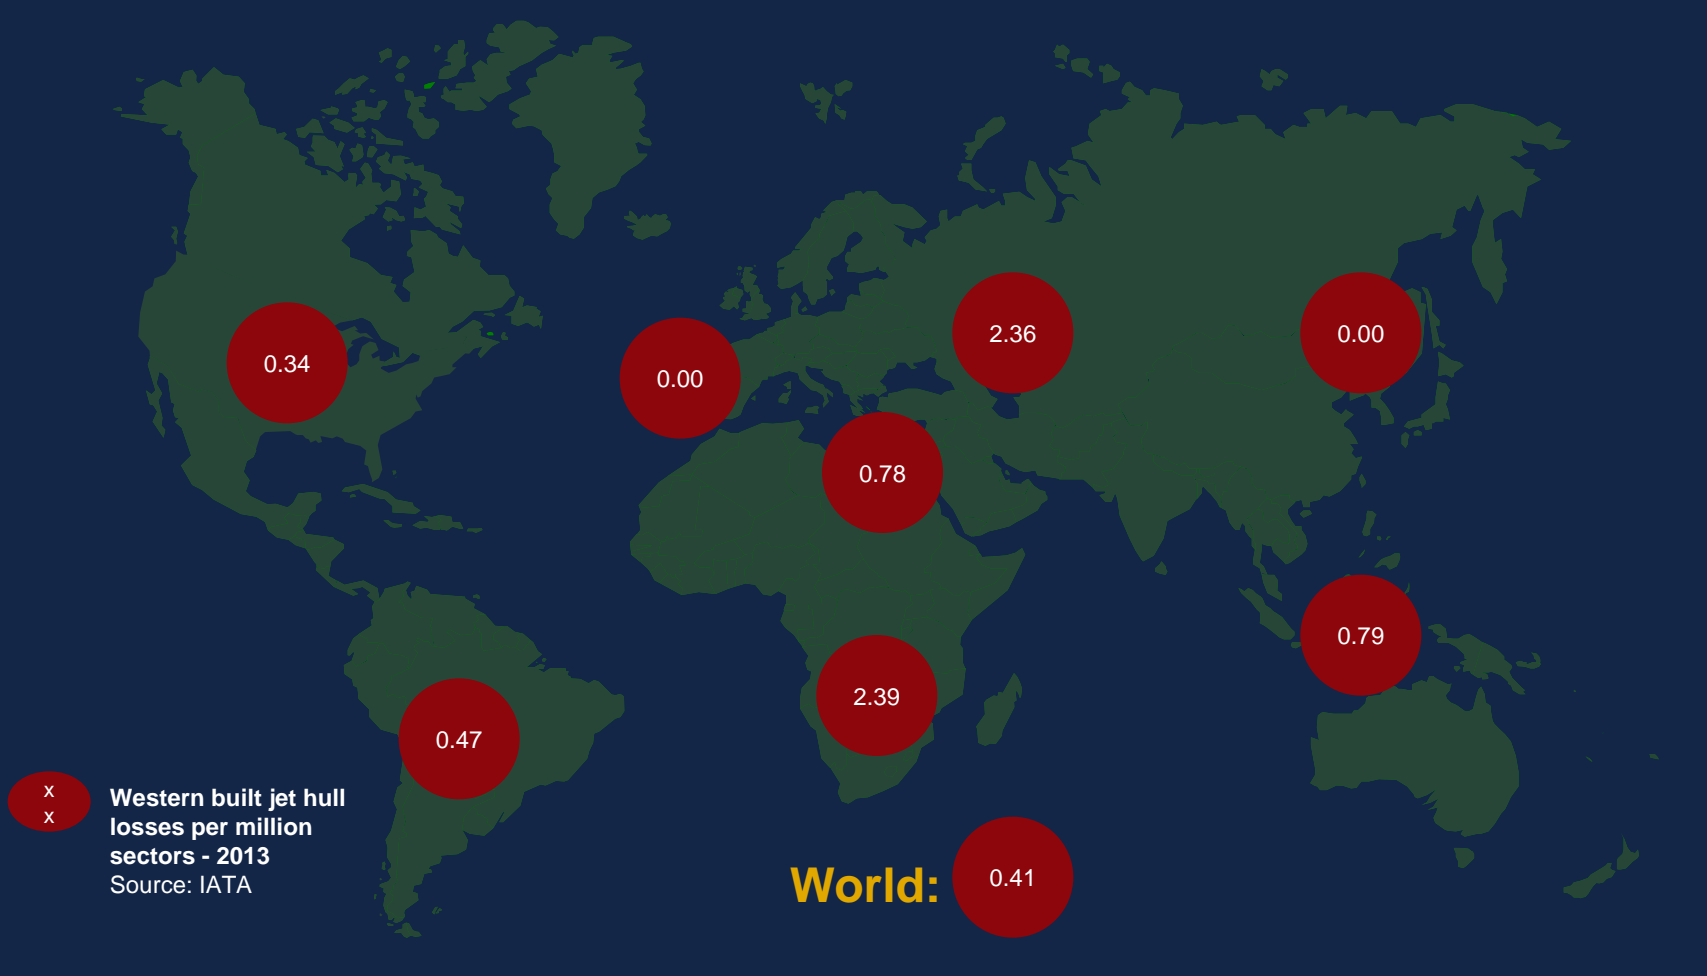 2.36
0.00
0.34
0.00
0.78
0.79
2.39
0.47
x
x
Western built jet hull
losses per million
sectors - 2013
Source: IATA
World:
0.41